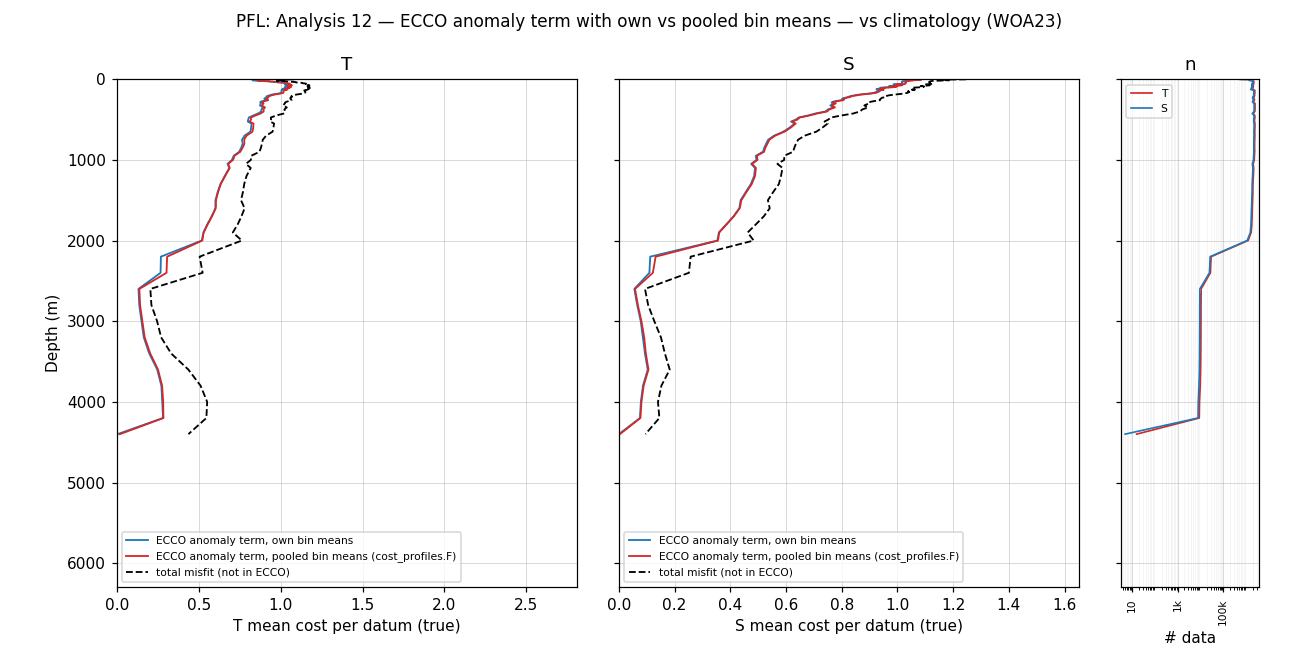 PFL: Analysis 12 — ECCO anomaly term with own vs pooled bin means — vs climatology (WOA23)
T
S
n
Depth (m)
0
1000
2000
3000
4000
5000
6000
ECCO anomaly term, own bin means
ECCO anomaly term, pooled bin means (cost_profiles.F)
total misfit (not in ECCO)
0.0 0.5 1.0 1.5 2.0 2.5
T mean cost per datum (true)
ECCO anomaly term, own bin means
ECCO anomaly term, pooled bin means (cost_profiles.F)
total misfit (not in ECCO)
0.0 0.2 0.4 0.6 0.8 1.0 1.2 1.4 1.6
S mean cost per datum (true)
T
S
10 1k 100k
# data